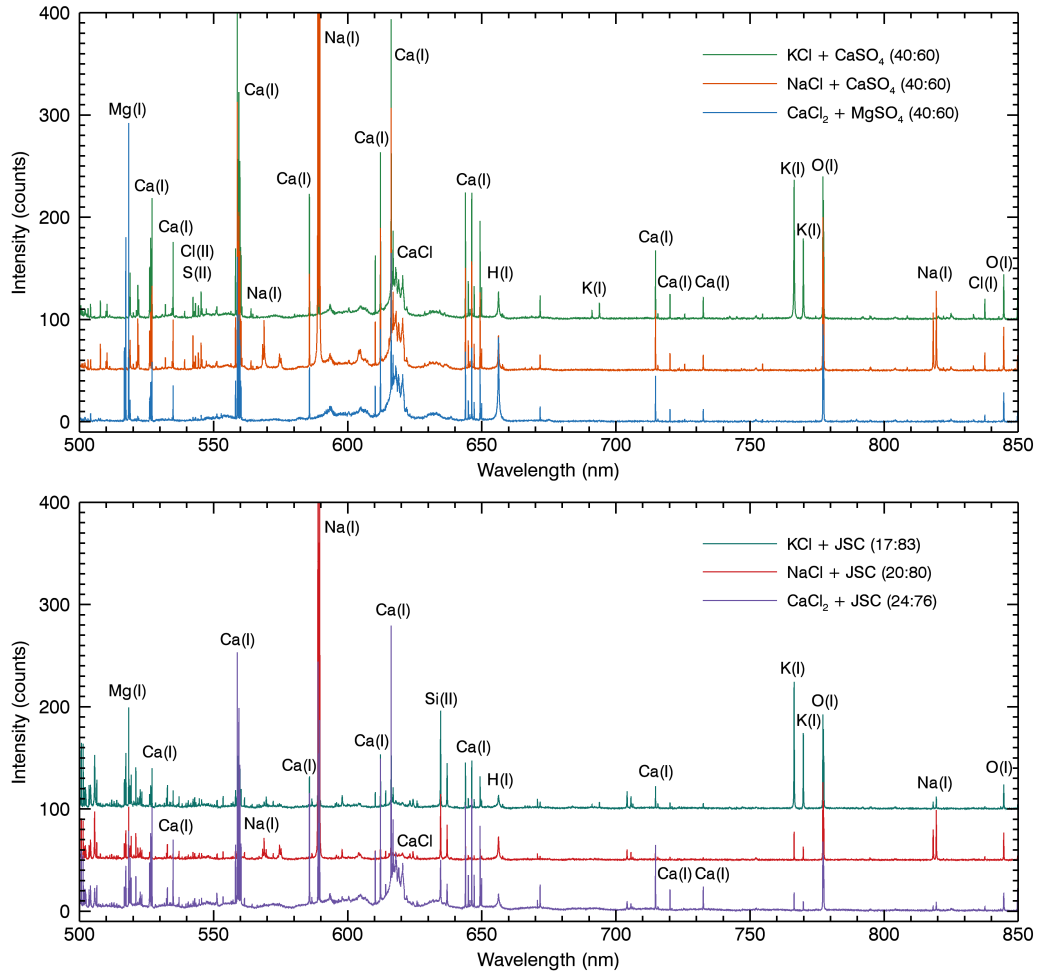 400
300
200
100
0
Intensity (counts)
Mg(I)
Ca(I)
Ca(I)
Cl(II)
S(II)
Ca(I)
Na(I)
Ca(I)
Na(I)
Ca(I)
Ca(I)
CaCl
Ca(I)
H(I)
K(I)
Ca(I)
Ca(I)
Ca(I)
K(I)
K(I)
O(I)
Na(I)
Cl(I)
O(I)
KCl + CaSO₄ (40:60)
NaCl + CaSO₄ (40:60)
CaCl₂ + MgSO₄ (40:60)
500 550 600 650 700 750 800 850
Wavelength (nm)
400
300
200
100
0
Intensity (counts)
Mg(I)
Ca(I)
Ca(I)
Ca(I)
Na(I)
Ca(I)
Na(I)
Ca(I)
Ca(I)
CaCl
Si(II)
Ca(I)
H(I)
Ca(I)
Ca(I)
Ca(I)
K(I)
K(I)
O(I)
Na(I)
O(I)
KCl + JSC (17:83)
NaCl + JSC (20:80)
CaCl₂ + JSC (24:76)
500 550 600 650 700 750 800 850
Wavelength (nm)